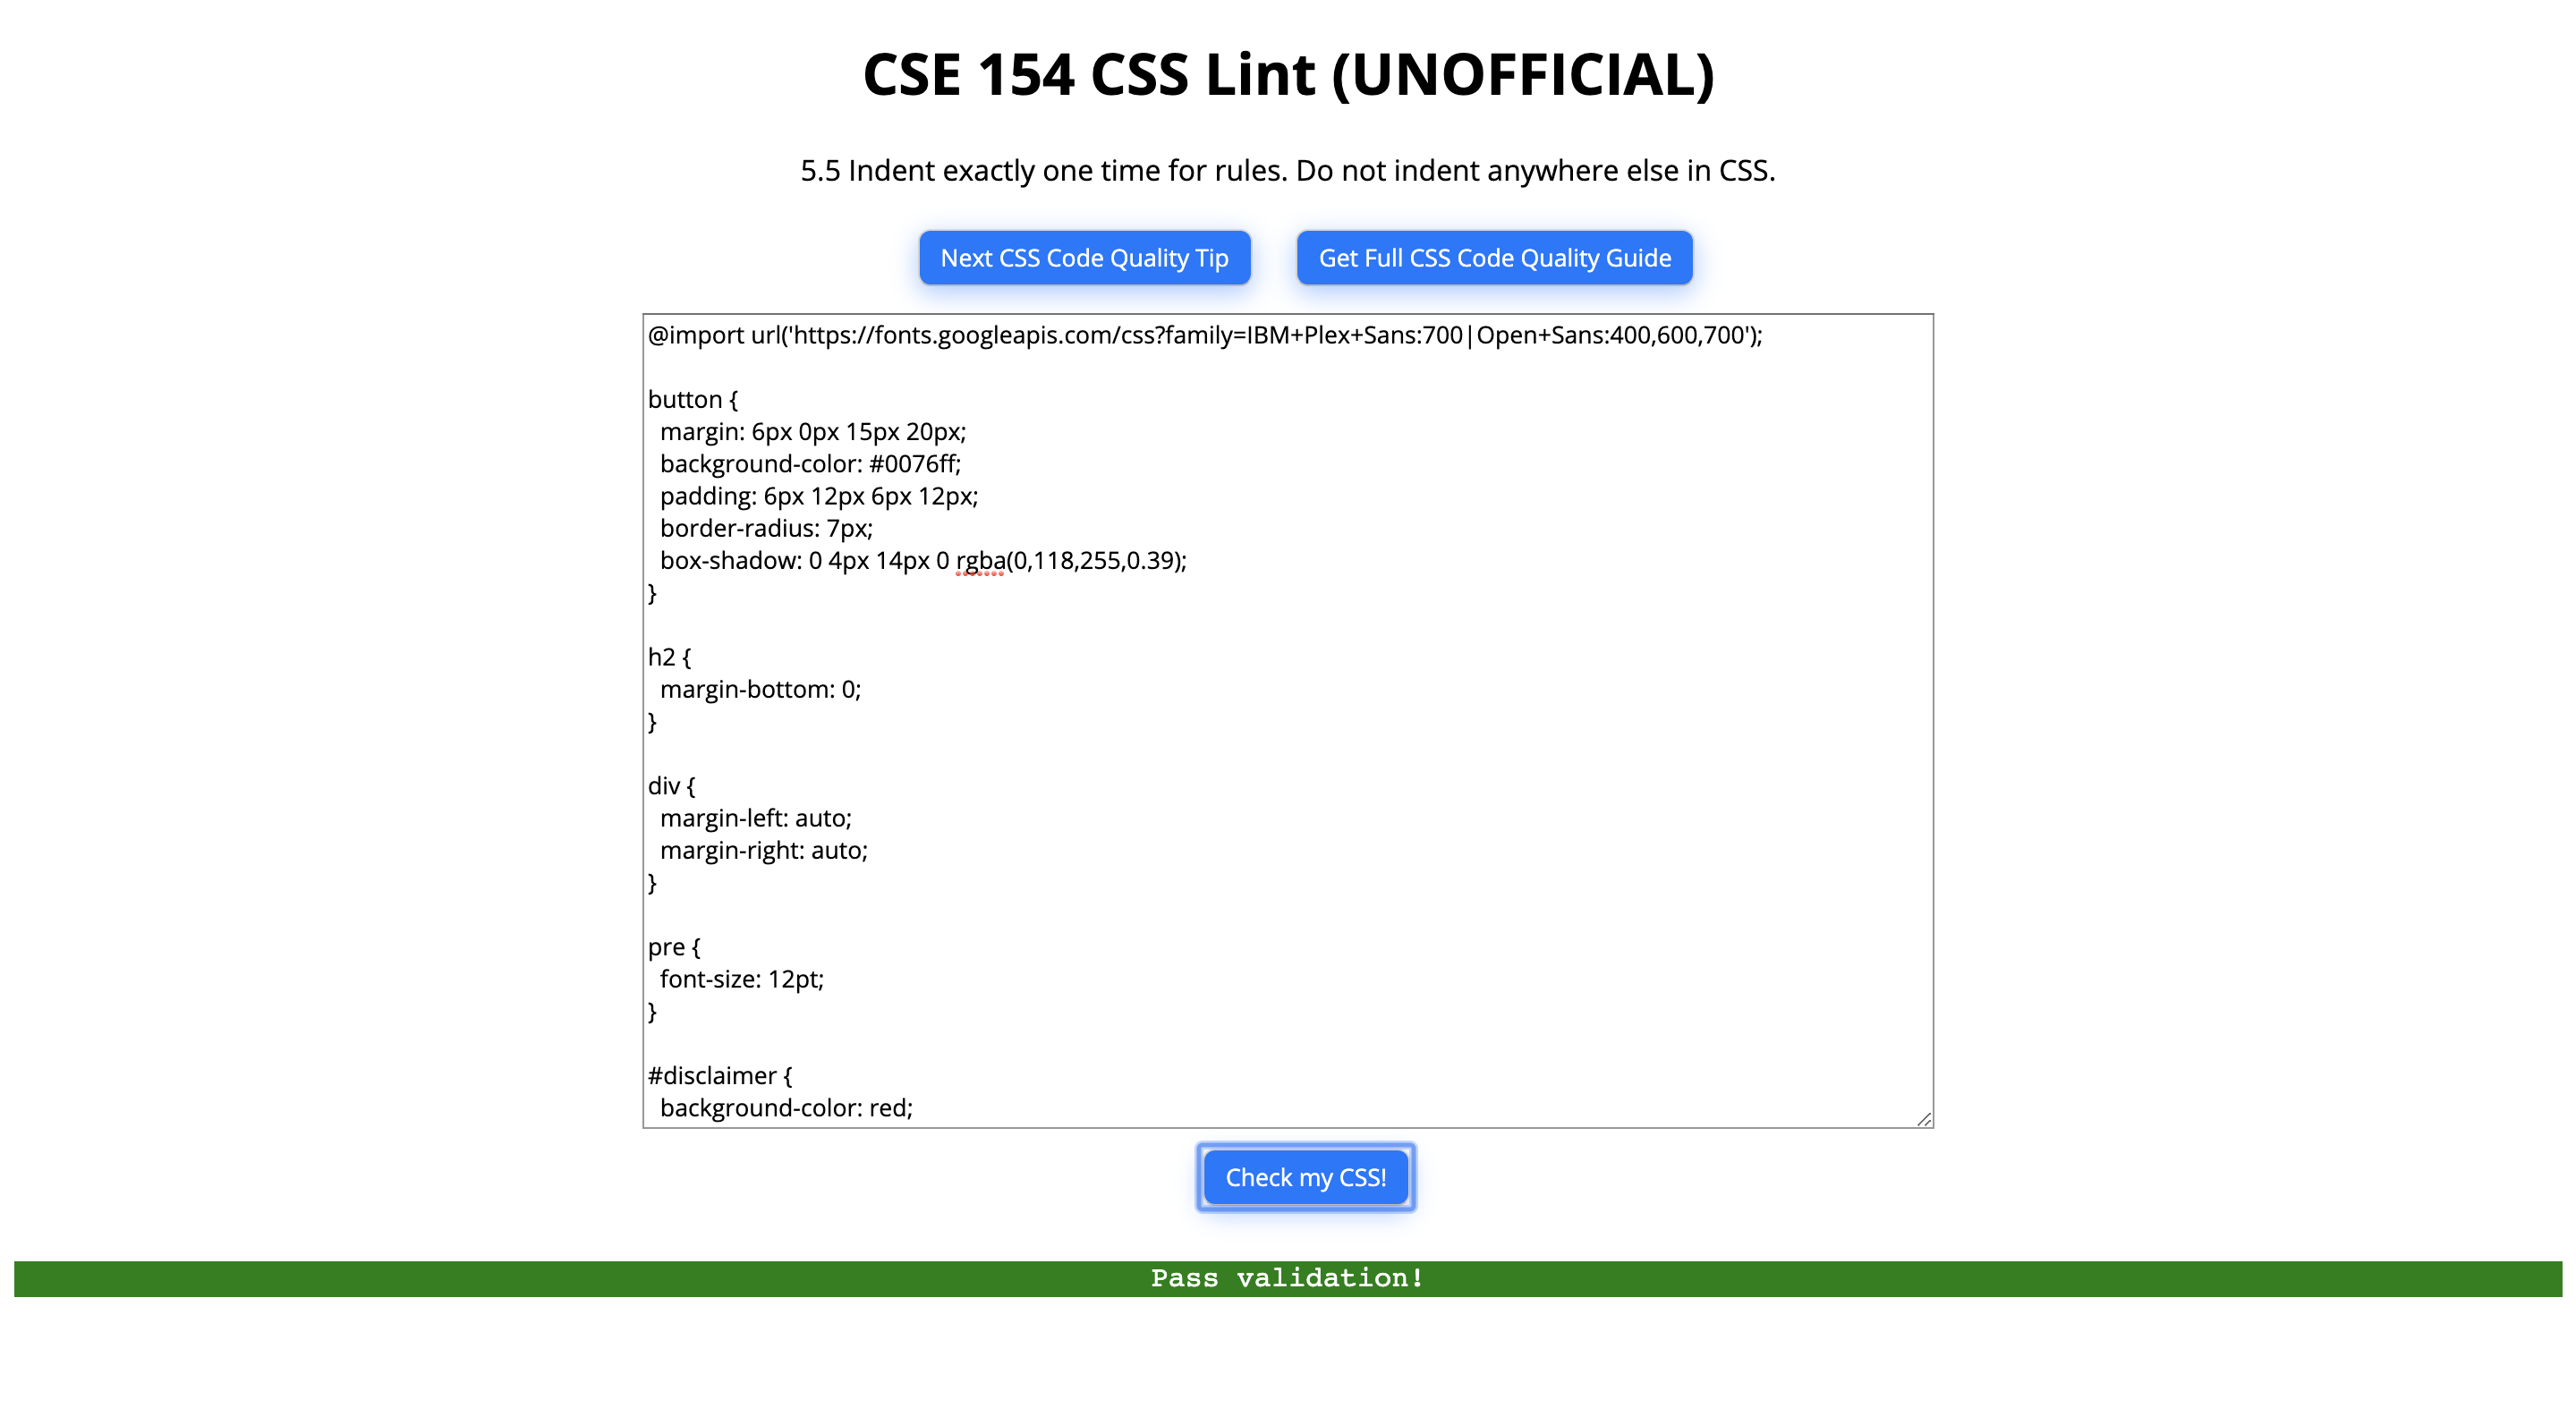 CSE 154 CSS Lint (UNOFFICIAL)
5.5 Indent exactly one time for rules. Do not indent anywhere else in CSS.
Next CSS Code Quality Tip
Get Full CSS Code Quality Guide
@import url('https://fonts.googleapis.com/css?family=IBM+Plex+Sans:700|Open+Sans:400,600,700');
button {
  margin: 6px 0px 15px 20px;
  background-color: #0076ff;
  padding: 6px 12px 6px 12px;
  border-radius: 7px;
  box-shadow: 0 4px 14px 0 rgba(0,118,255,0.39);
}
h2 {
  margin-bottom: 0;
}
div {
  margin-left: auto;
  margin-right: auto;
}
pre {
  font-size: 12pt;
}
#disclaimer {
  background-color: red;
Check my CSS!
Pass validation!